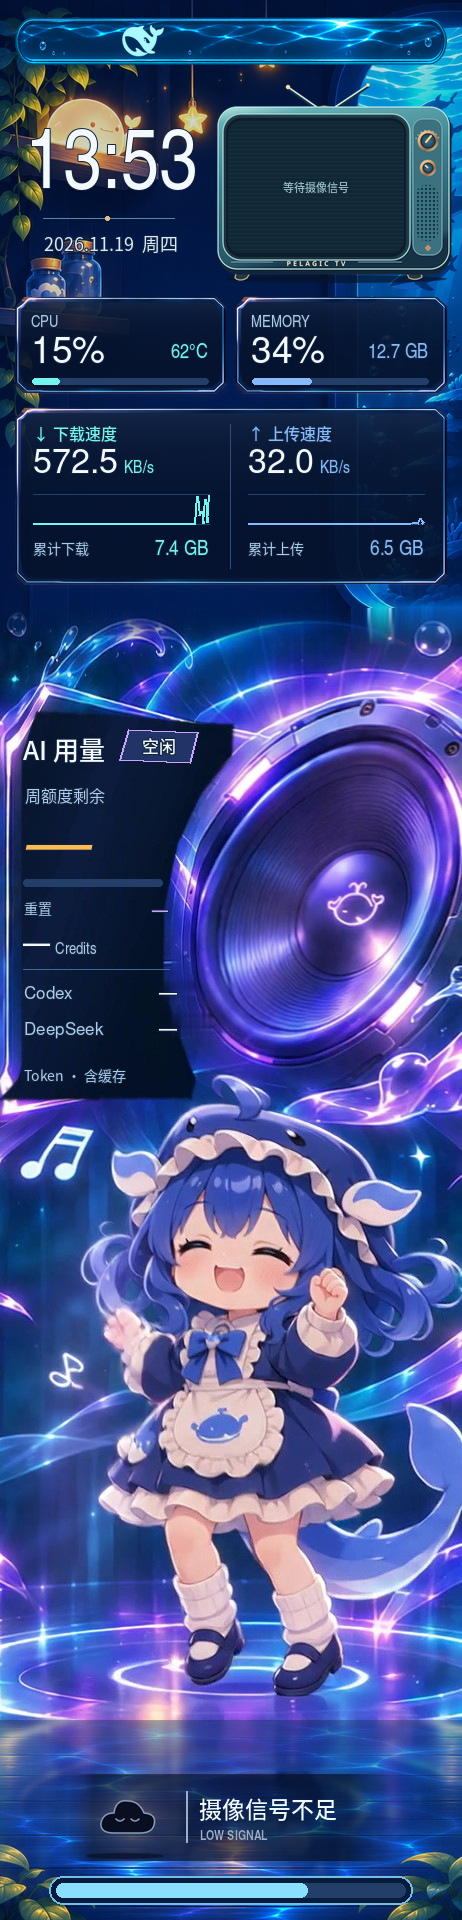 13:53
2026.11.19 周四
等待摄像信号
PELAGIC TV
CPU
15% 62°C
MEMORY
34% 12.7 GB
↓ 下载速度
572.5 KB/s
累计下载 7.4 GB
↑ 上传速度
32.0 KB/s
累计上传 6.5 GB
AI 用量 空闲
周额度剩余
—
重置 —
— Credits
Codex —
DeepSeek —
Token · 含缓存
摄像信号不足
LOW SIGNAL